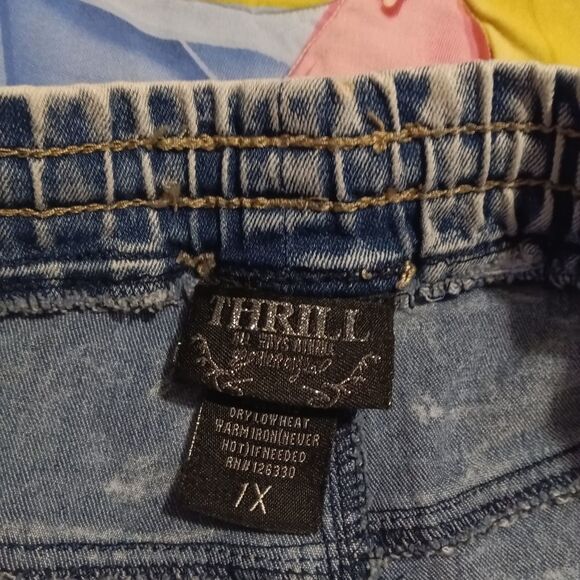 THRILL
DRY LOW HEAT
WARM IRON(NEVER
HOT)IF NEEDED
RN# 126330
1X